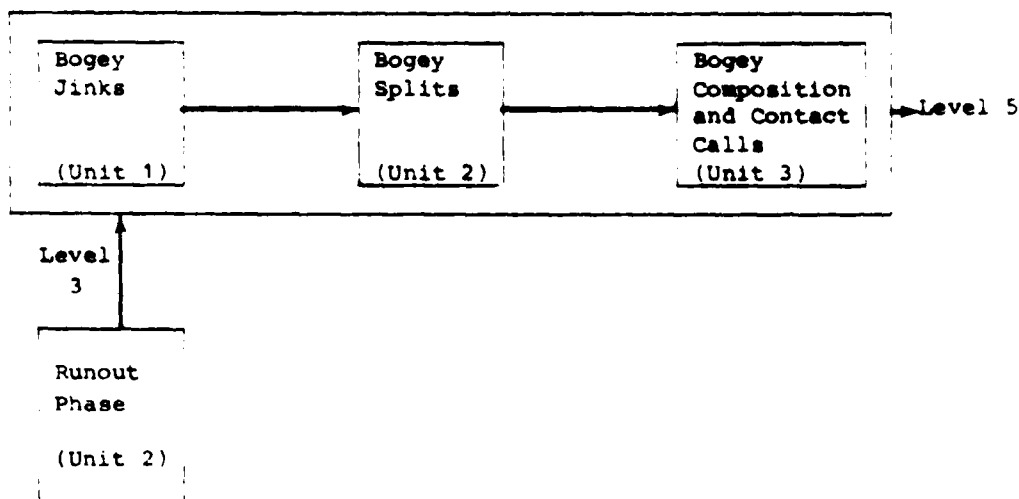 Bogey
Jinks
(Unit 1)
Bogey
Splits
(Unit 2)
Bogey
Composition
and Contact
Calls
(Unit 3)
Level 5
Level
3
Runout
Phase
(Unit 2)